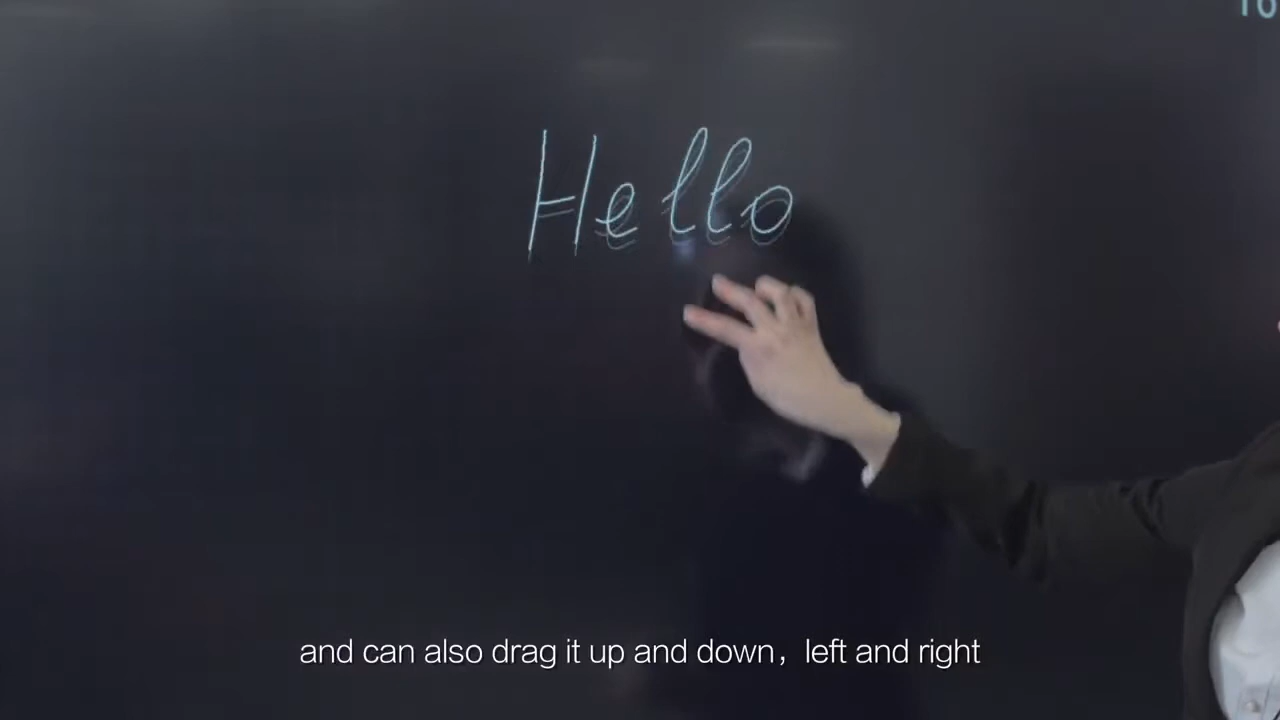 Hello
and can also drag it up and down, left and right